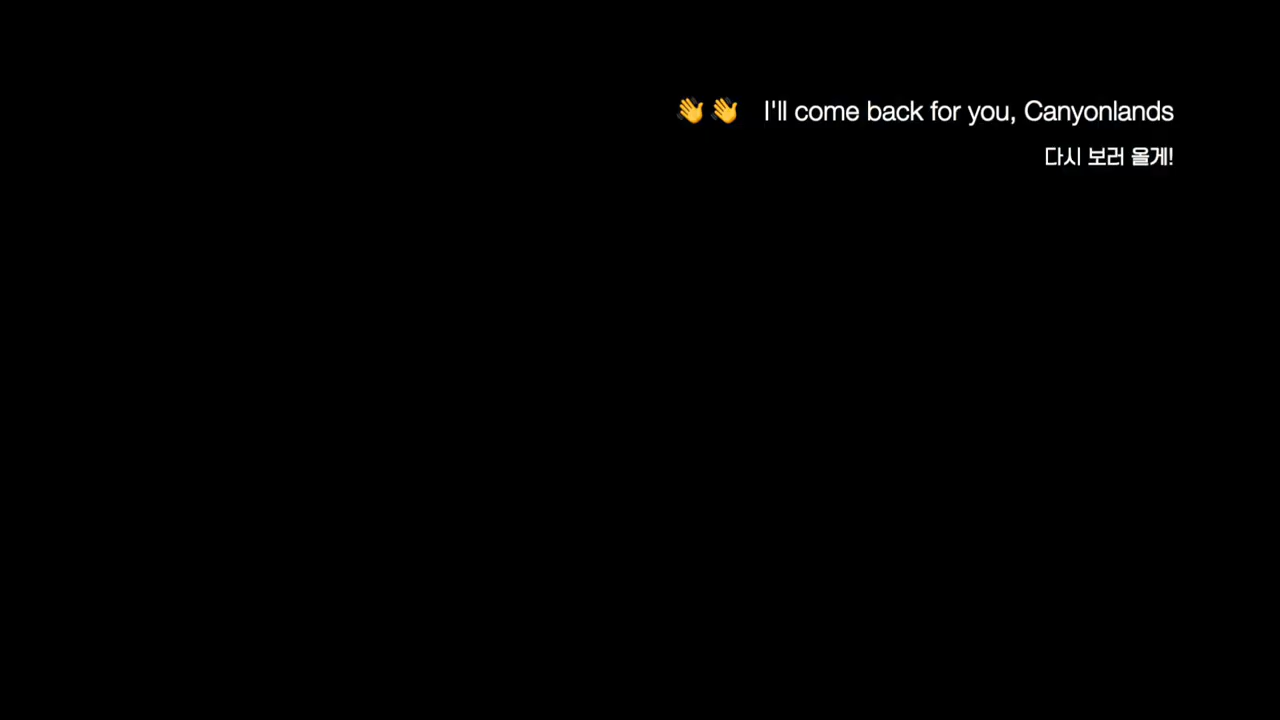 👋👋 I'll come back for you, Canyonlands
다시 보러 올게!